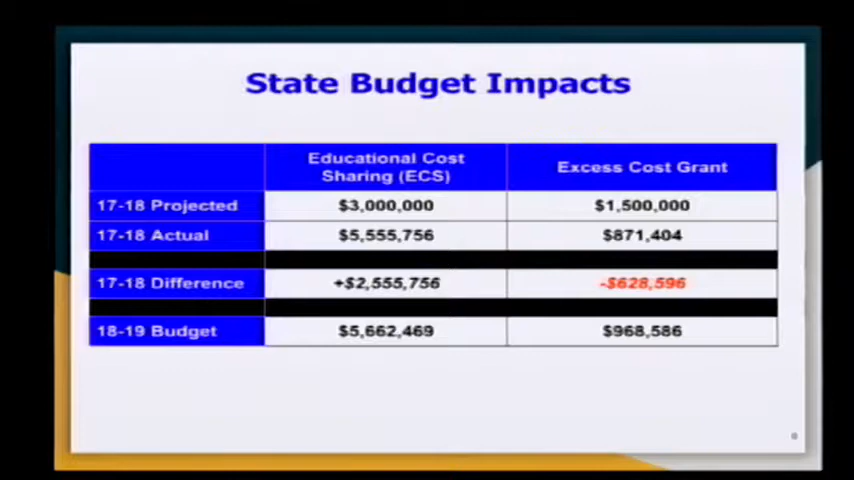 State Budget Impacts
Educational Cost Sharing (ECS) Excess Cost Grant
17-18 Projected $3,000,000 $1,500,000
17-18 Actual $5,555,756 $871,404
17-18 Difference +$2,555,756 -$628,596
18-19 Budget $5,662,469 $968,586